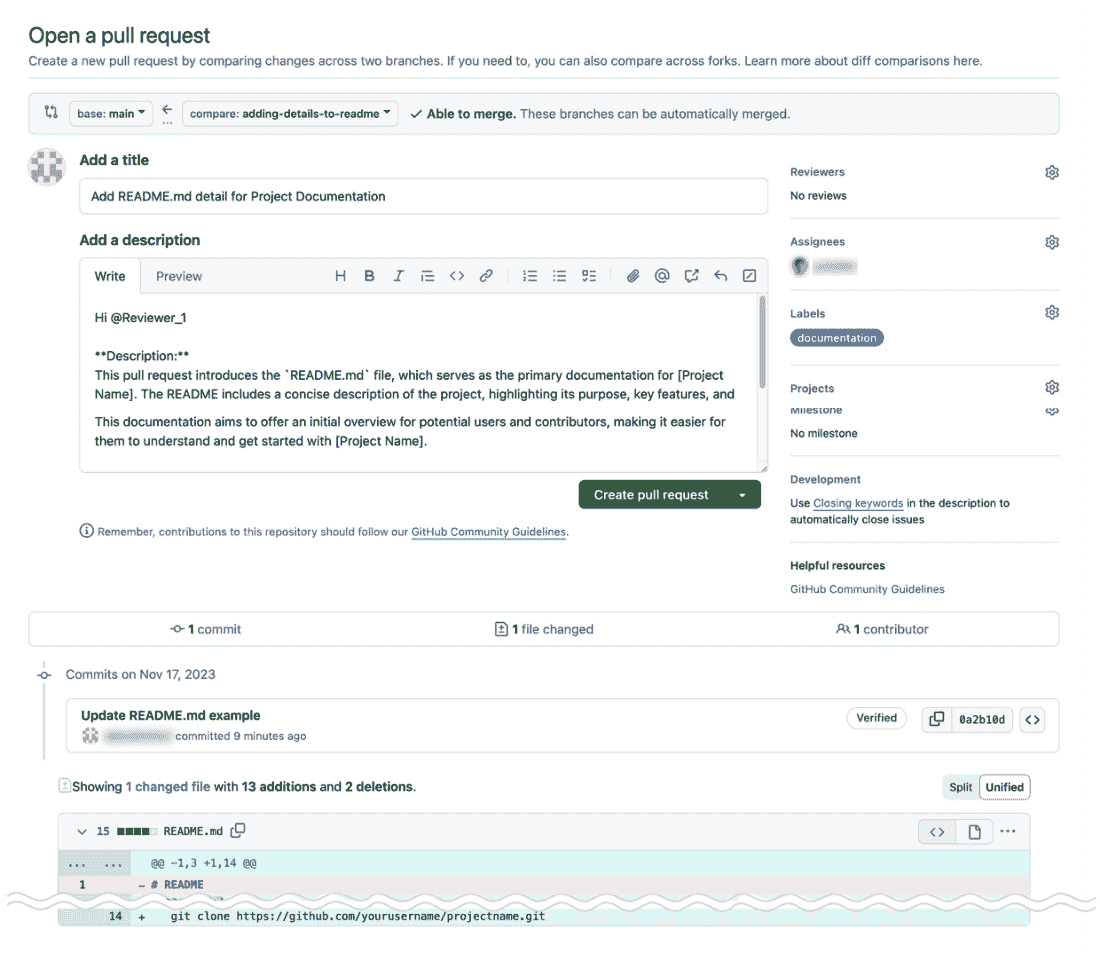 Open a pull request
Create a new pull request by comparing changes across two branches. If you need to, you can also compare across forks. Learn more about diff comparisons here.
base: main
compare: adding-details-to-readme
Able to merge. These branches can be automatically merged.
Add a title
Add README.md detail for Project Documentation
Add a description
Write Preview
Hi @Reviewer_1
**Description:**
This pull request introduces the `README.md` file, which serves as the primary documentation for [Project
Name]. The README includes a concise description of the project, highlighting its purpose, key features, and
This documentation aims to offer an initial overview for potential users and contributors, making it easier for
them to understand and get started with [Project Name].
Create pull request
Remember, contributions to this repository should follow our GitHub Community Guidelines.
Reviewers
No reviews
Assignees
Labels
documentation
Projects
Milestone
No milestone
Development
Use Closing keywords in the description to
automatically close issues
Helpful resources
GitHub Community Guidelines
1 commit
1 file changed
1 contributor
Commits on Nov 17, 2023
Update README.md example
committed 9 minutes ago
Verified
0a2b10d
Showing 1 changed file with 13 additions and 2 deletions.
Split Unified
15 README.md
... ... @@ -1,3 +1,14 @@
1 - # README
14 + git clone https://github.com/yourusername/projectname.git